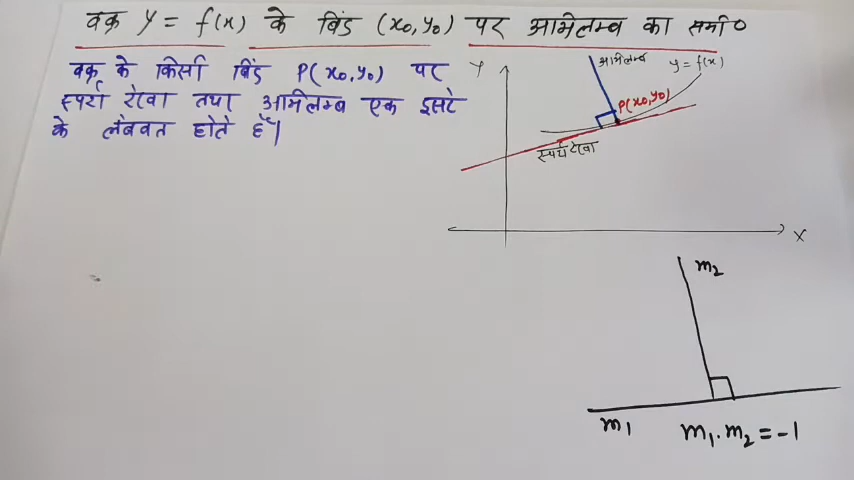 वक्र y = f(x) के बिंदु (x₀, y₀) पर अभिलम्ब का समी०
वक्र के किसी बिंदु P(x₀, y₀) पर
स्पर्श रेखा तथा अभिलम्ब एक दूसरे
के लंबवत होते हैं।
Y
अभिलम्ब
y = f(x)
P(x₀, y₀)
स्पर्श रेखा
X
m₂
m₁
m₁ . m₂ = -1